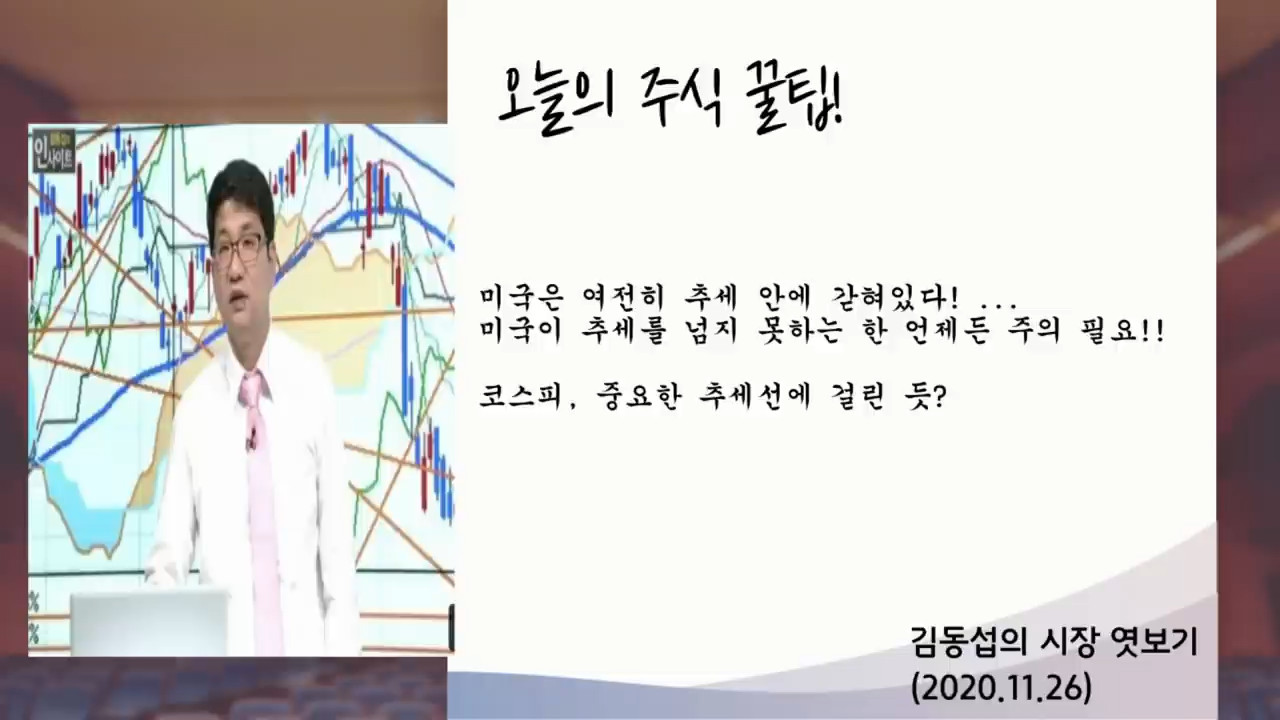 오늘의 주식 꿀팁!
인
사이트
미국은 여전히 추세 안에 갇혀있다! ...
미국이 추세를 넘지 못하는 한 언제든 주의 필요!!
코스피, 중요한 추세선에 걸린 듯?
%
%
김동섭의 시장 엿보기
(2020.11.26)